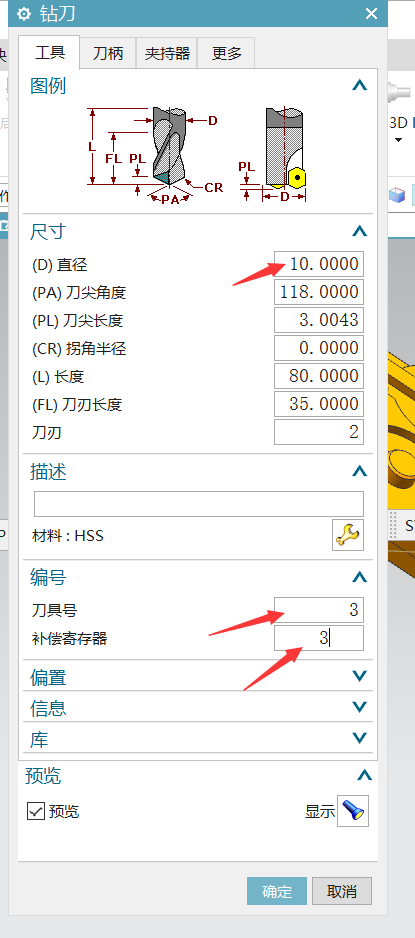 钻刀
工具 刀柄 夹持器 更多
图例
L FL PL D CR PA
PL D
尺寸
(D) 直径 10.0000
(PA) 刀尖角度 118.0000
(PL) 刀尖长度 3.0043
(CR) 拐角半径 0.0000
(L) 长度 80.0000
(FL) 刀刃长度 35.0000
刀刃 2
描述
材料 : HSS
编号
刀具号 3
补偿寄存器 3
偏置
信息
库
预览
预览 显示
确定 取消
3D